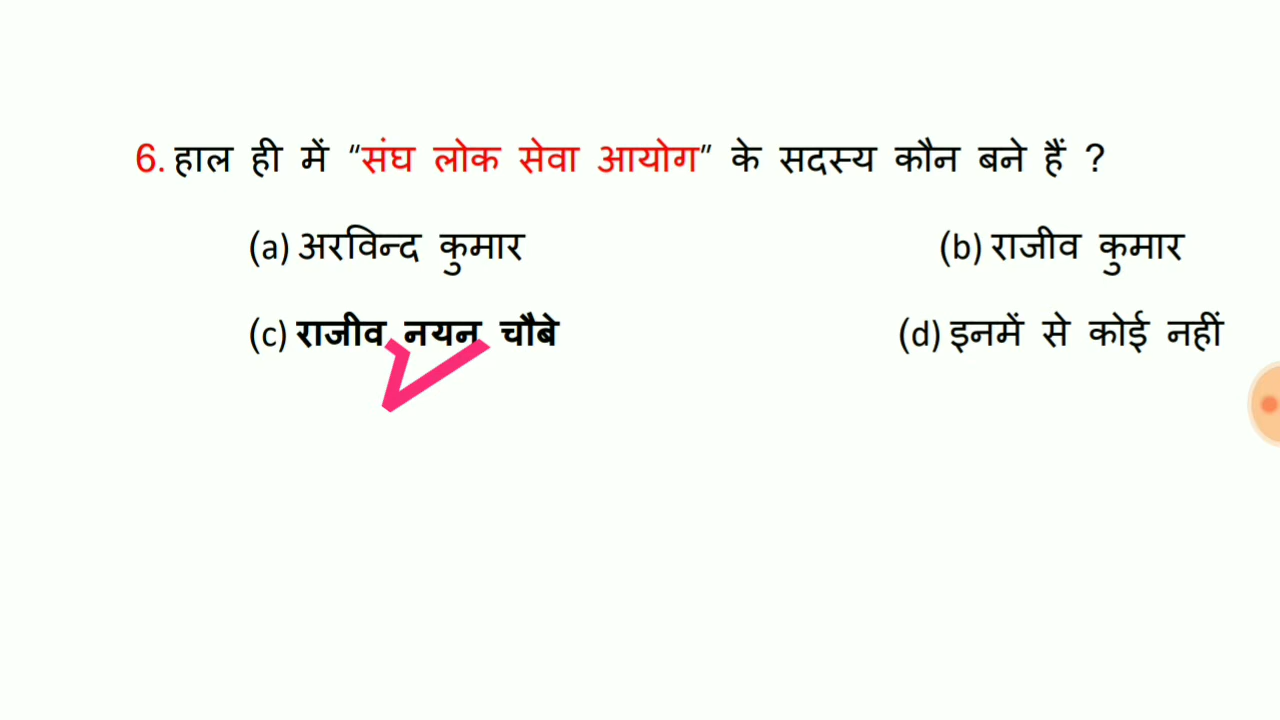 6. हाल ही में “संघ लोक सेवा आयोग” के सदस्य कौन बने हैं ?
(a) अरविन्द कुमार (b) राजीव कुमार
(c) राजीव नयन चौबे (d) इनमें से कोई नहीं